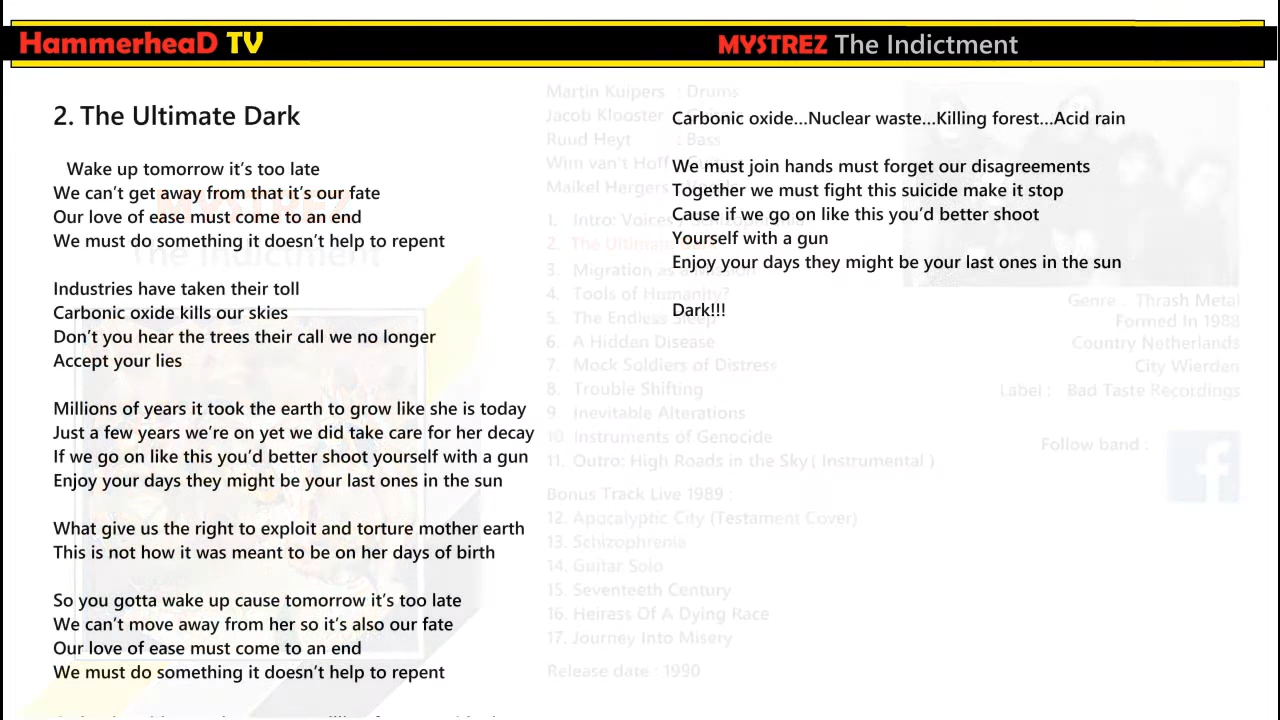 HammerheaD TV
MYSTREZ The Indictment
2. The Ultimate Dark
Wake up tomorrow it's too late
We can't get away from that it's our fate
Our love of ease must come to an end
We must do something it doesn't help to repent
Industries have taken their toll
Carbonic oxide kills our skies
Don't you hear the trees their call we no longer
Accept your lies
Millions of years it took the earth to grow like she is today
Just a few years we're on yet we did take care for her decay
If we go on like this you'd better shoot yourself with a gun
Enjoy your days they might be your last ones in the sun
What give us the right to exploit and torture mother earth
This is not how it was meant to be on her days of birth
So you gotta wake up cause tomorrow it's too late
We can't move away from her so it's also our fate
Our love of ease must come to an end
We must do something it doesn't help to repent
Carbonic oxide...Nuclear waste...Killing forest...Acid rain
We must join hands must forget our disagreements
Together we must fight this suicide make it stop
Cause if we go on like this you'd better shoot
Yourself with a gun
Enjoy your days they might be your last ones in the sun
Dark!!!
MYSTREZ
The Indictment
Martin Kuipers : Drums
Jacob Klooster
Ruud Heyt : Bass
Wim van't Hoff
Maikel Hergers
1. Intro: Voices
2. The Ultimate Dark
3. Migration as
4. Tools of Humanity?
5. The Endless Sleep
6. A Hidden Disease
7. Mock Soldiers of Distress
8. Trouble Shifting
9 Inevitable Alterations
10 Instruments of Genocide
11. Outro: High Roads in the Sky ( Instrumental )
Bonus Track Live 1989 :
12. Apocalyptic City (Testament Cover)
13. Schizophrenia
14, Guitar Solo
15. Seventeeth Century
16. Heiress Of A Dying Race
17. Journey Into Misery
Release date : 1990
Genre . Thrash Metal
Formed In 1988
Country Netherlands
City Wierden
Label : Bad Taste Recordings
Follow band :
f